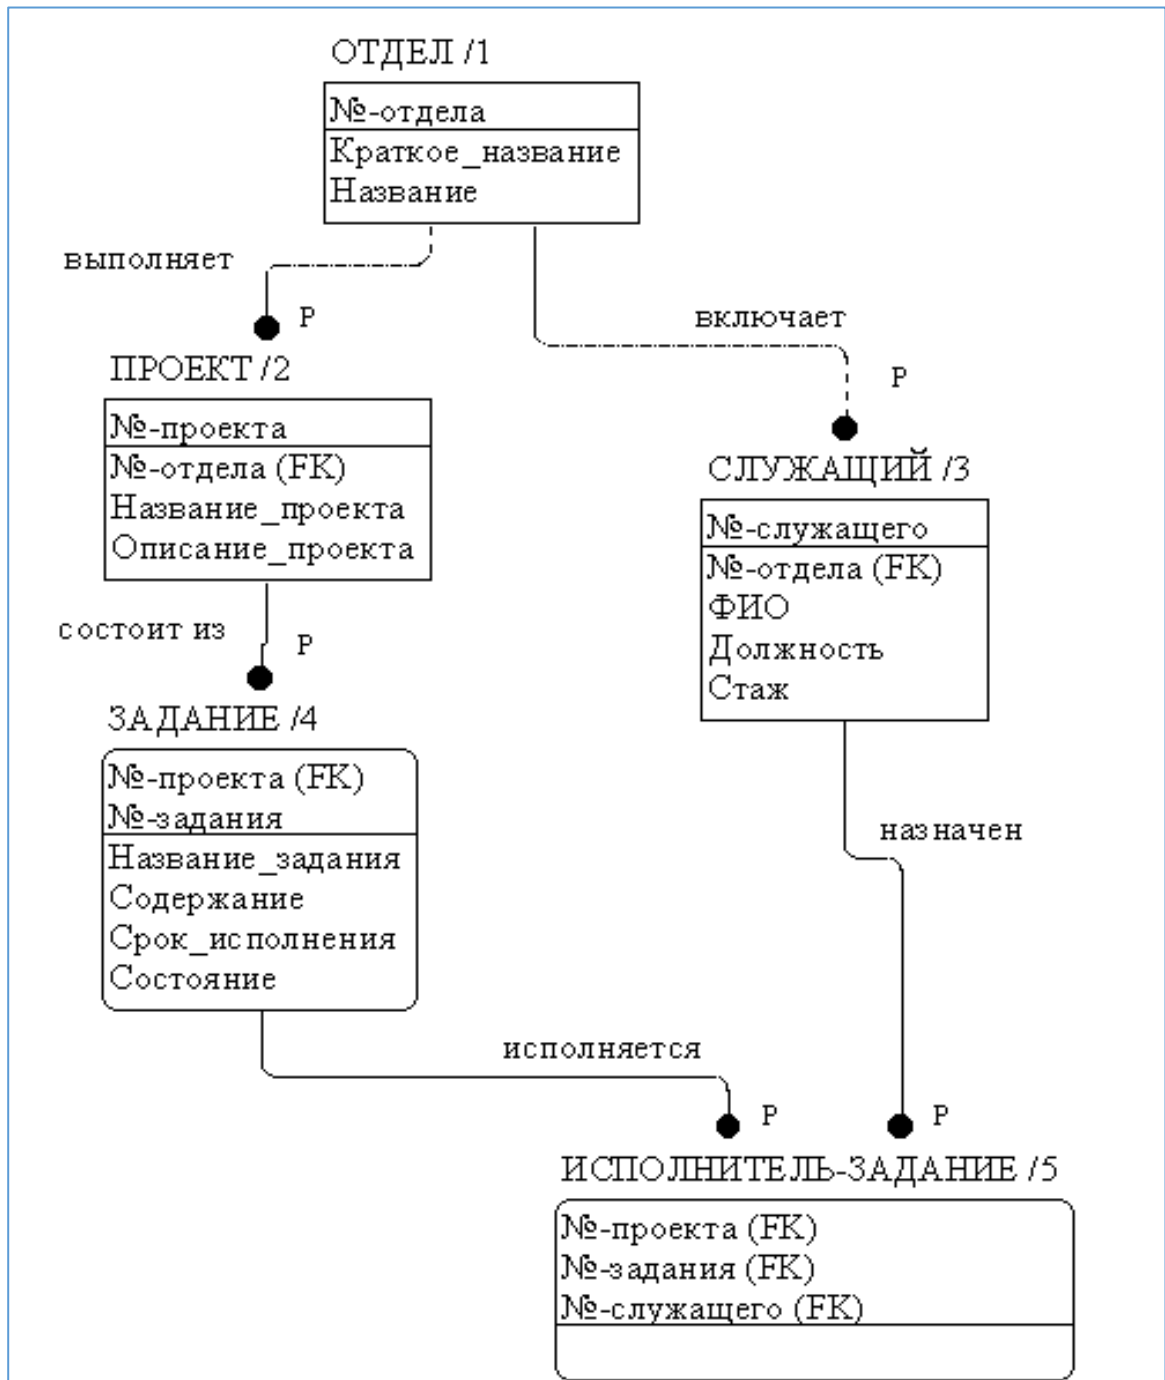 ОТДЕЛ /1
№-отдела
Краткое_название
Название
выполняет
P
включает
P
ПРОЕКТ /2
№-проекта
№-отдела (FK)
Название_проекта
Описание_проекта
СЛУЖАЩИЙ /3
№-служащего
№-отдела (FK)
ФИО
Должность
Стаж
состоит из
P
ЗАДАНИЕ /4
№-проекта (FK)
№-задания
Название_задания
Содержание
Срок_исполнения
Состояние
назначен
исполняется
P
P
ИСПОЛНИТЕЛЬ-ЗАДАНИЕ /5
№-проекта (FK)
№-задания (FK)
№-служащего (FK)